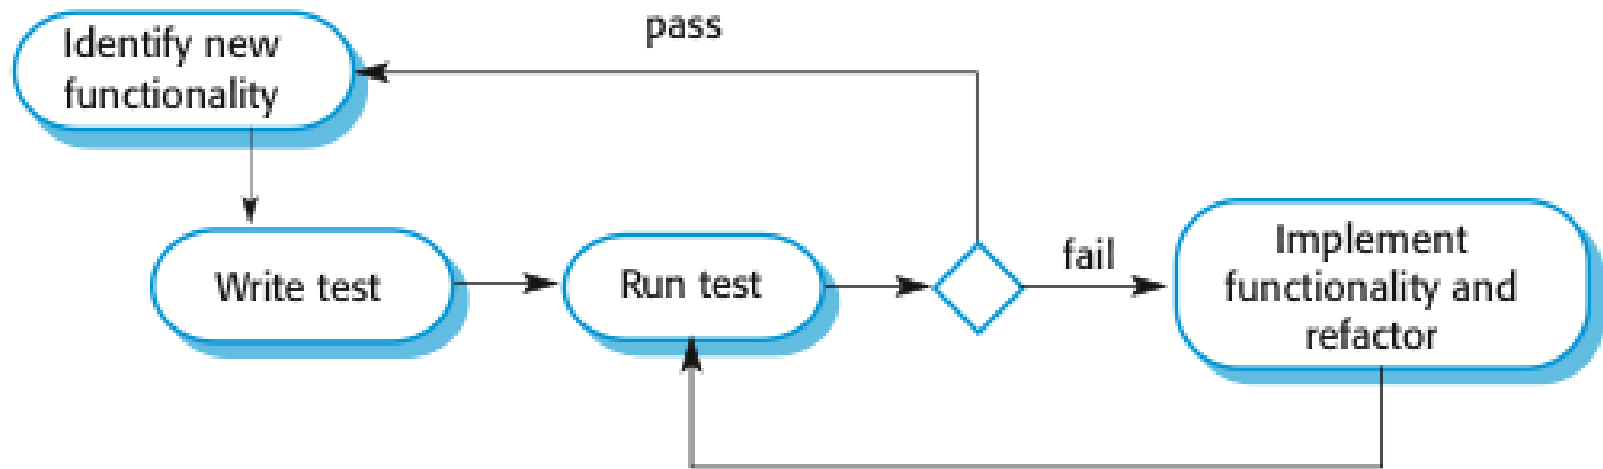 pass
Identify new
functionality
Write test
Run test
fail
Implement
functionality and
refactor